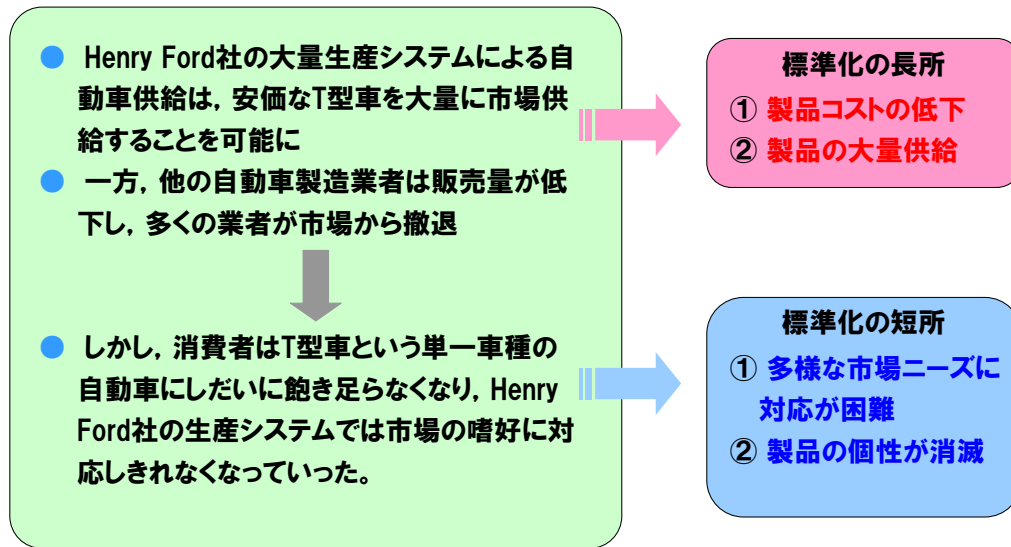 ● Henry Ford社の大量生産システムによる自
動車供給は, 安価なT型車を大量に市場供
給することを可能に
● 一方, 他の自動車製造業者は販売量が低
下し, 多くの業者が市場から撤退
● しかし, 消費者はT型車という単一車種の
自動車にしだいに飽き足らなくなり, Henry
Ford社の生産システムでは市場の嗜好に対
応しきれなくなっていった。
標準化の長所
① 製品コストの低下
② 製品の大量供給
標準化の短所
① 多様な市場ニーズに
対応が困難
② 製品の個性が消滅